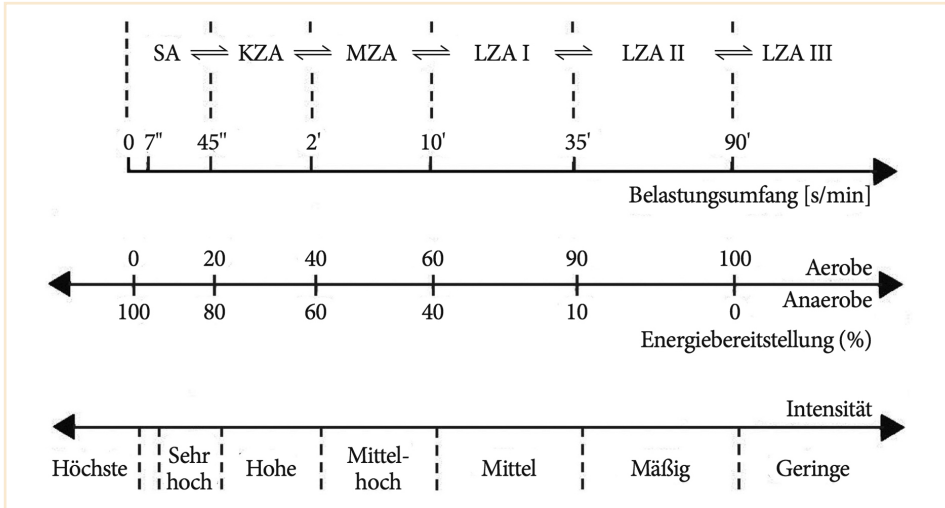 SA ⇌ KZA ⇌ MZA ⇌ LZA I ⇌ LZA II ⇌ LZA III
0 7" 45" 2' 10' 35' 90'
Belastungsumfang [s/min]
0 20 40 60 90 100 Aerobe
100 80 60 40 10 0 Anaerobe
Energiebereitstellung (%)
Intensität
Höchste Sehr hoch Hohe Mittel-hoch Mittel Mäßig Geringe